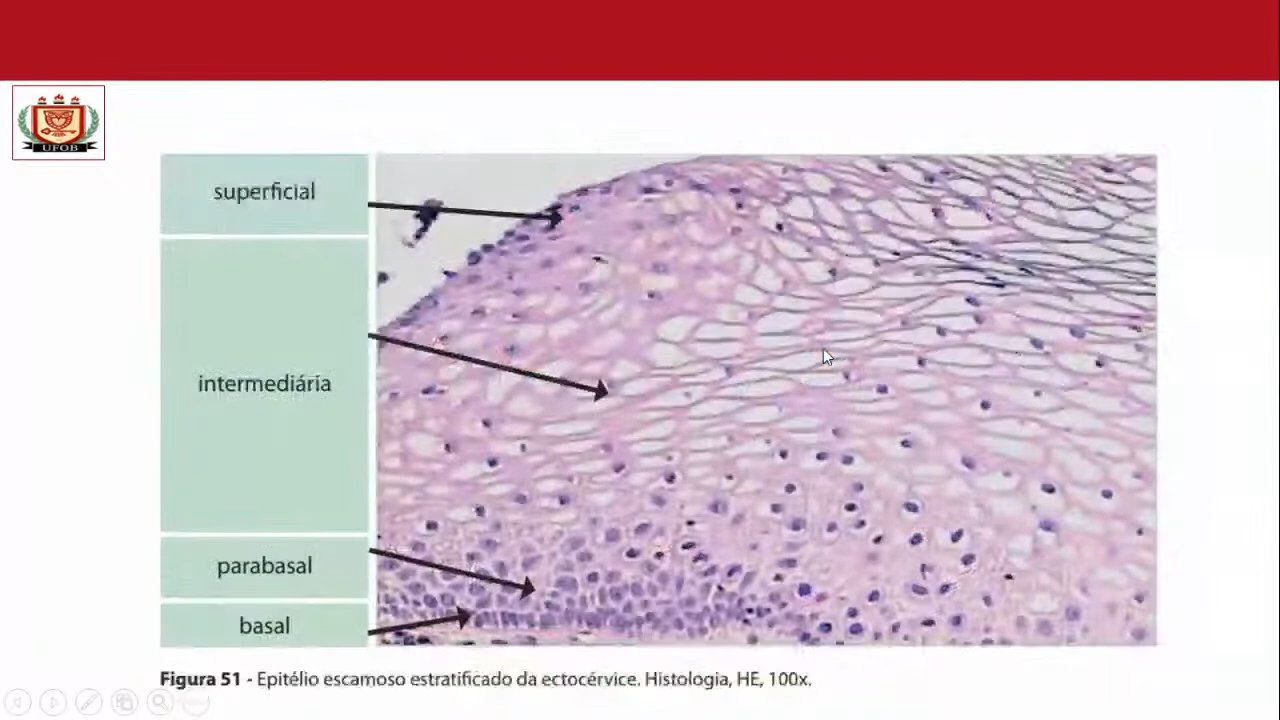 UFOB
superficial
intermediária
parabasal
basal
Figura 51 - Epitélio escamoso estratificado da ectocérvice. Histologia, HE, 100x.